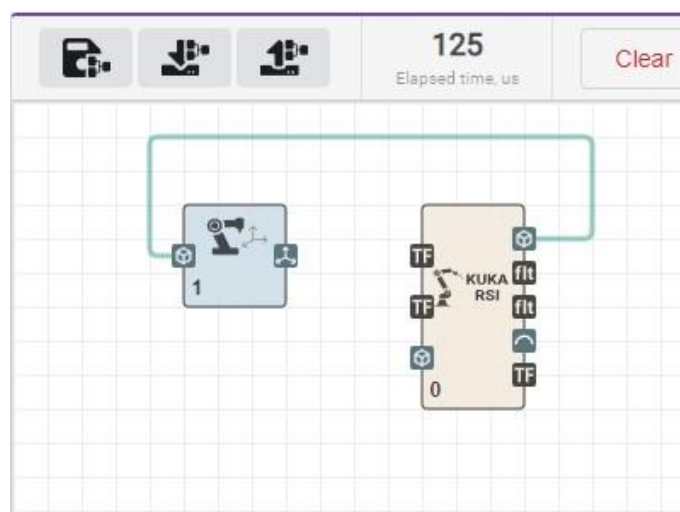 125
Elapsed time, us
Clear
1
TF
TF
KUKA
RSI
flt
flt
TF
0